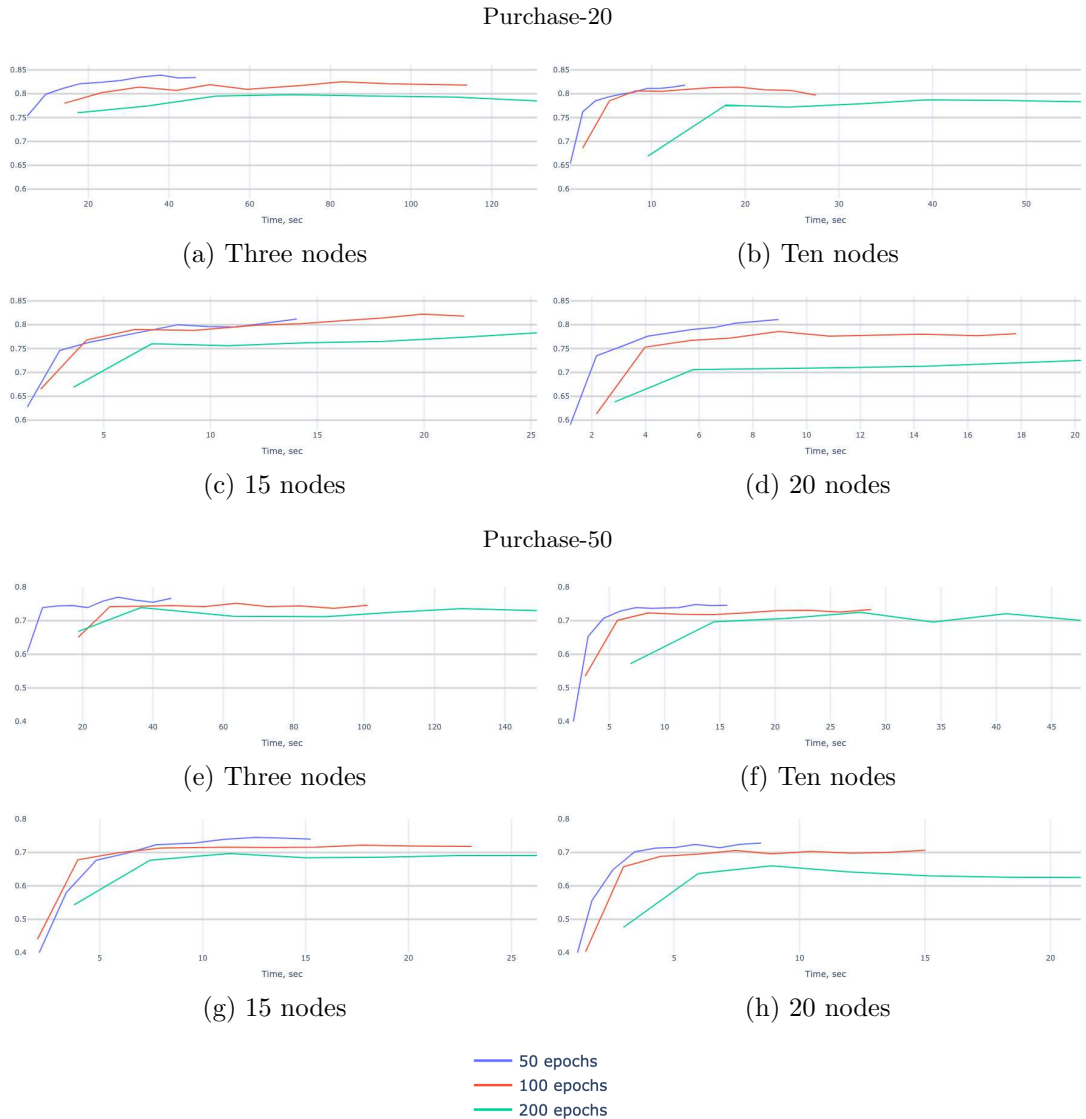 Purchase-20
0.85
0.8
0.75
0.7
0.65
0.6
20 40 60 80 100 120
Time, sec
(a) Three nodes
0.85
0.8
0.75
0.7
0.65
0.6
10 20 30 40 50
Time, sec
(b) Ten nodes
0.85
0.8
0.75
0.7
0.65
0.6
5 10 15 20 25
Time, sec
(c) 15 nodes
0.85
0.8
0.75
0.7
0.65
0.6
2 4 6 8 10 12 14 16 18 20
Time, sec
(d) 20 nodes
Purchase-50
0.8
0.7
0.6
0.5
0.4
20 40 60 80 100 120 140
Time, sec
(e) Three nodes
0.8
0.7
0.6
0.5
0.4
5 10 15 20 25 30 35 40 45
Time, sec
(f) Ten nodes
0.8
0.7
0.6
0.5
0.4
5 10 15 20 25
Time, sec
(g) 15 nodes
0.8
0.7
0.6
0.5
0.4
5 10 15 20
Time, sec
(h) 20 nodes
50 epochs
100 epochs
200 epochs